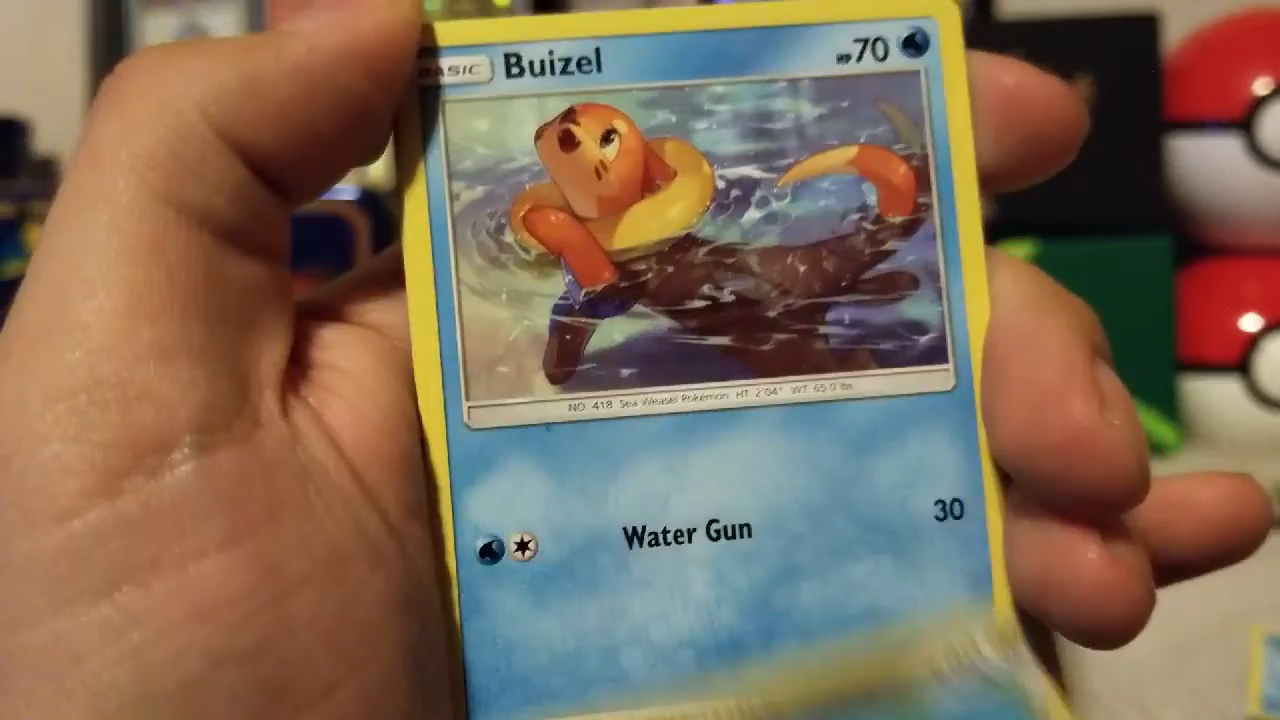 BASIC Buizel HP70
NO. 418 Sea Weasel Pokémon HT: 2'04" WT: 65.0 lbs
Water Gun 30